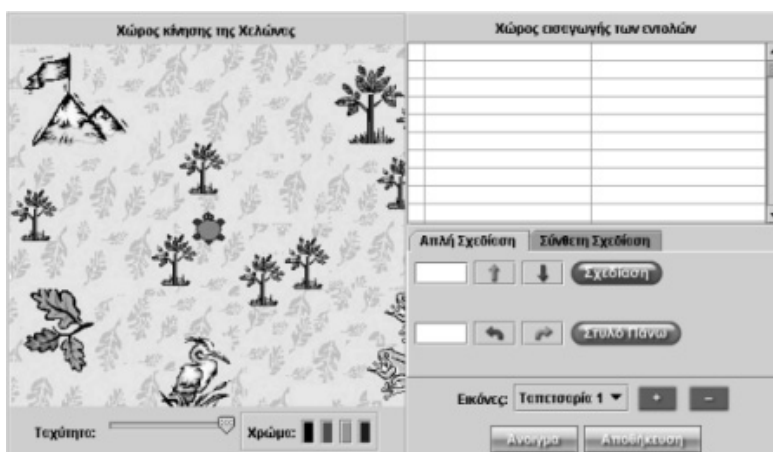 Χώρος κίνησης της Χελώνας
Χώρος εισαγωγής των εντολών
Απλή Σχεδίαση
Σύνθετη Σχεδίαση
Σχεδίαση
Στυλό Πάνω
Εικόνες: Ταπετσαρία 1
+ -
Ταχύτητα:
Χρώμα:
Άνοιγμα
Αποθήκευση